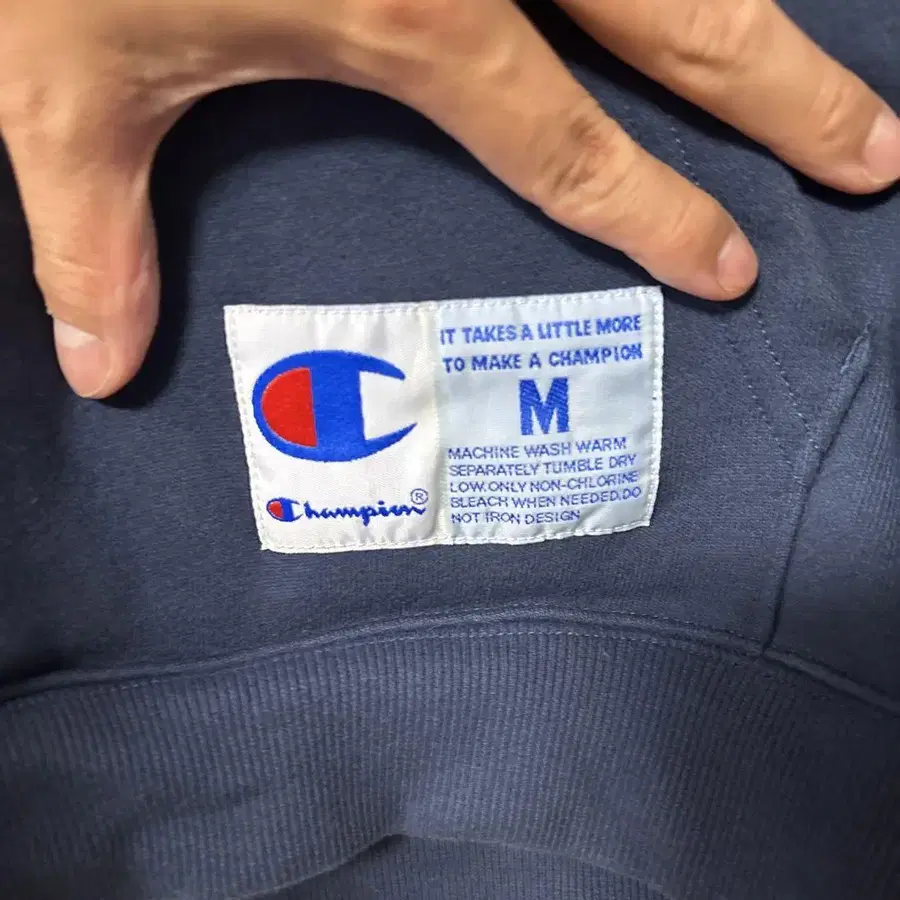 Champion®
IT TAKES A LITTLE MORE
TO MAKE A CHAMPION
M
MACHINE WASH WARM
SEPARATELY TUMBLE DRY
LOW. ONLY NON-CHLORINE
BLEACH WHEN NEEDED. DO
NOT IRON DESIGN